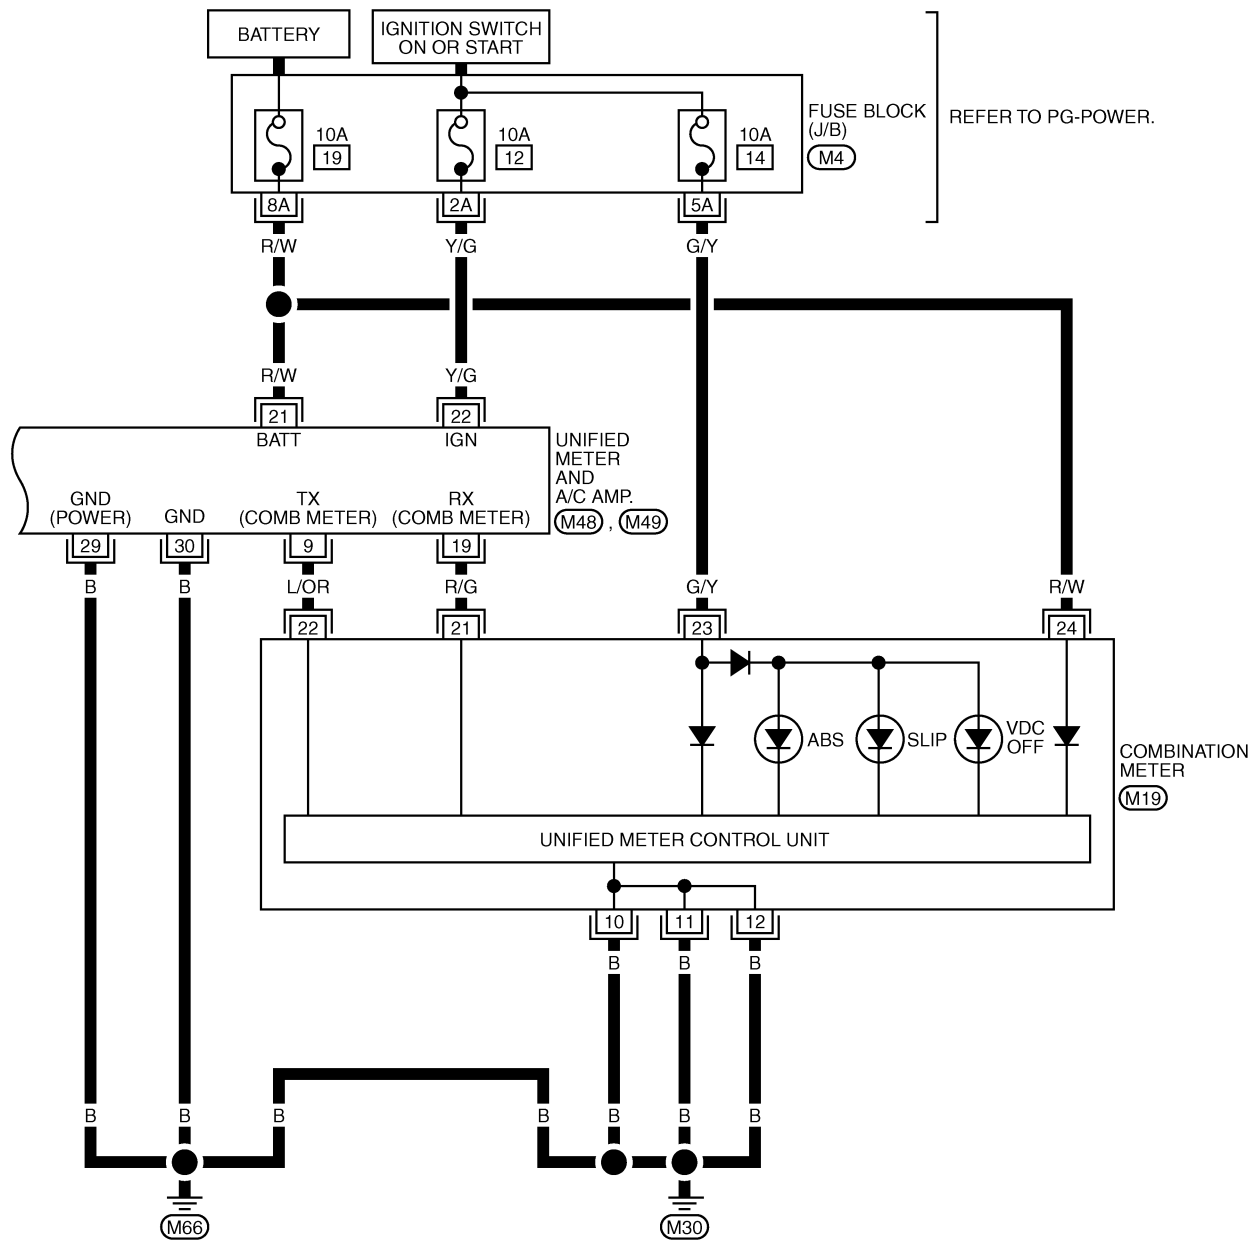 BATTERY
IGNITION SWITCH
ON OR START
10A
19
10A
12
10A
14
FUSE BLOCK
(J/B)
M4
REFER TO PG-POWER.
8A
2A
5A
R/W
Y/G
G/Y
R/W
Y/G
21
22
BATT
IGN
UNIFIED
METER
AND
A/C AMP.
M48 , M49
GND
(POWER)
GND
TX
(COMB METER)
RX
(COMB METER)
29
30
9
19
B
B
L/OR
R/G
G/Y
R/W
22
21
23
24
ABS
SLIP
VDC
OFF
COMBINATION
METER
M19
UNIFIED METER CONTROL UNIT
10
11
12
B
B
B
B
B
B
B
B
B
B
M66
M30